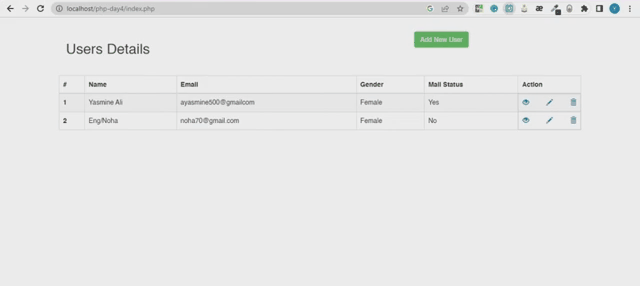 localhost/php-day4/index.php
Users Details
Add New User
# Name Email Gender Mail Status Action
1 Yasmine Ali ayasmine500@gmailcom Female Yes
2 Eng/Noha noha70@gmail.com Female No